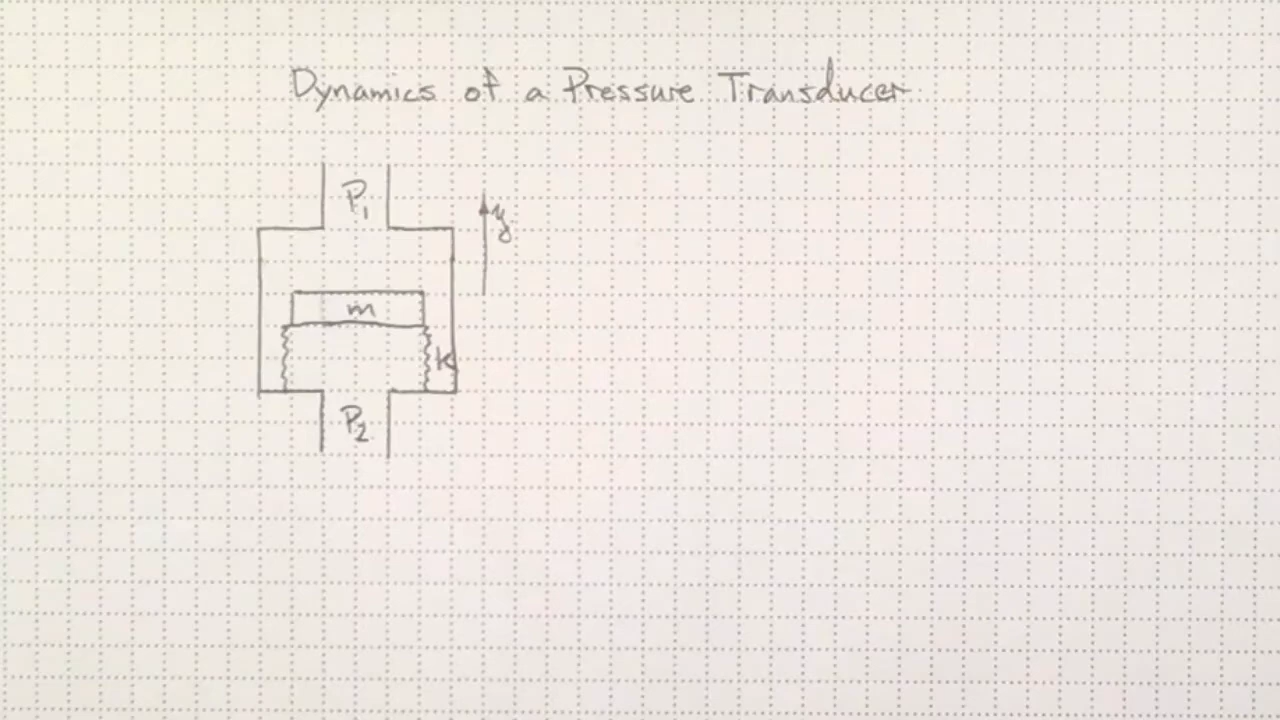 Dynamics of a Pressure Transducer
P₁
y
m
K
P₂